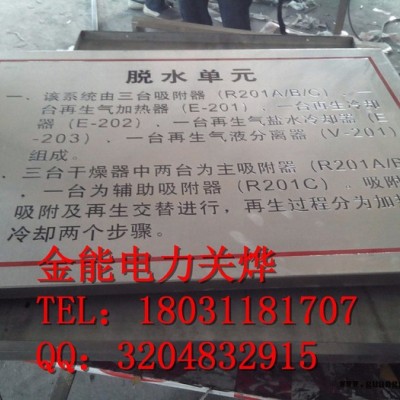 脱水单元
一.该系统由三台吸附器(R201A/B/C)、一
台再生气加热器(E-201)、一台再生冷却
器(E-202)、一台再生气盐水冷却器(E
-203)、一台再生气液分离器(V-201)
组成。
.三台干燥器中两台为主吸附器(R201A/B
,一台为辅助吸附器(R201C)。吸附
吸附及再生交替进行,再生过程分为加
冷却两个步骤。
金能电力关烨
TEL:18031181707
QQ:3204832915